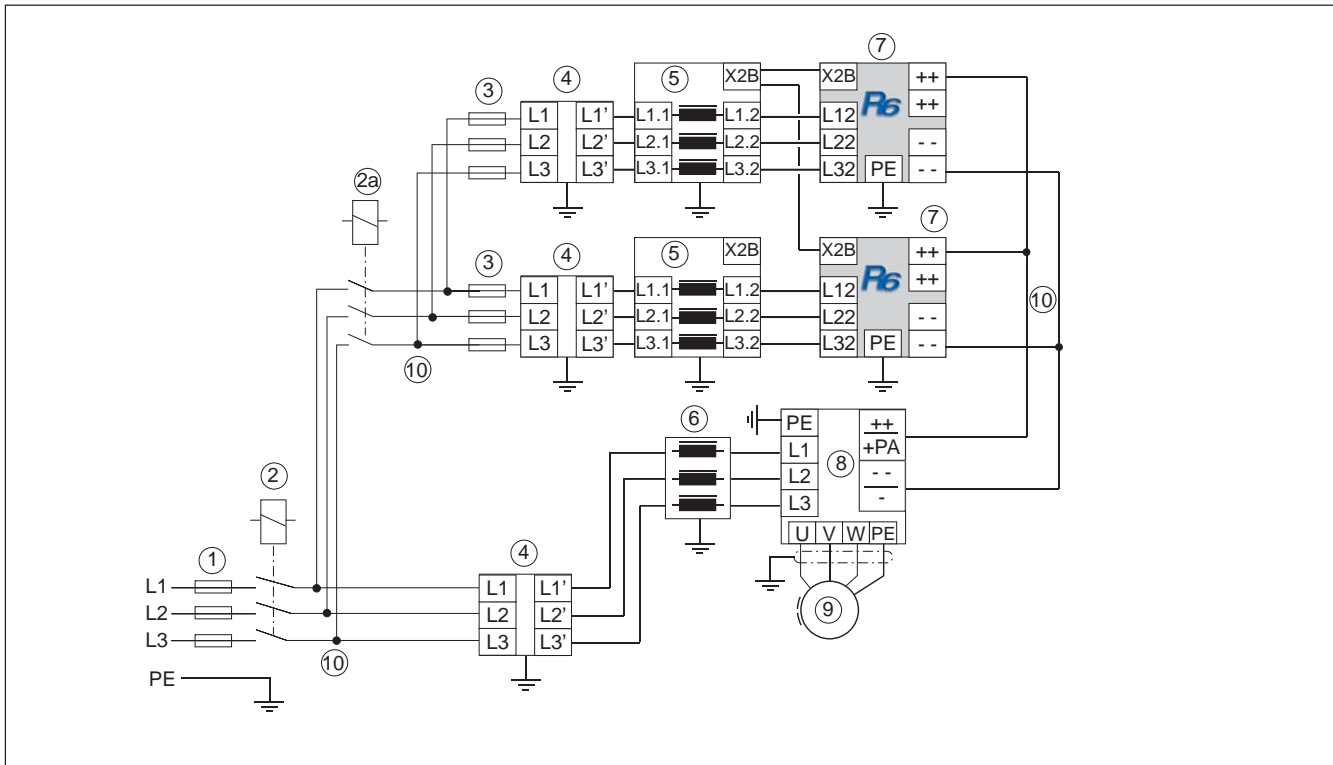 7
4 5 X2B X2B ++
3 R6 ++
L1 L1' L1.1 L1.2 L12
L2 L2' L2.1 L2.2 L22 - -
L3 L3' L3.1 L3.2 L32 PE - -
2a
7
4 5 X2B X2B ++
3 R6 ++
L1 L1' L1.1 L1.2 L12
L2 L2' L2.1 L2.2 L22 - - 10
L3 L3' L3.1 L3.2 L32 PE - -
10
6 PE ++
L1 8 +PA
L2 - -
L3 -
2
U V W PE
4
1
L1 L1 L1' 9
L2 L2 L2'
L3 L3 L3'
10
PE